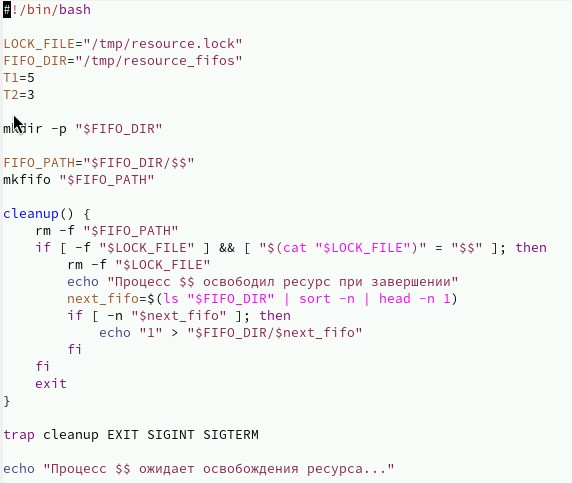 #!/bin/bash
LOCK_FILE="/tmp/resource.lock"
FIFO_DIR="/tmp/resource_fifos"
T1=5
T2=3
mkdir -p "$FIFO_DIR"
FIFO_PATH="$FIFO_DIR/$$"
mkfifo "$FIFO_PATH"
cleanup() {
    rm -f "$FIFO_PATH"
    if [ -f "$LOCK_FILE" ] && [ "$(cat "$LOCK_FILE")" = "$$" ]; then
        rm -f "$LOCK_FILE"
        echo "Процесс $$ освободил ресурс при завершении"
        next_fifo=$(ls "$FIFO_DIR" | sort -n | head -n 1)
        if [ -n "$next_fifo" ]; then
            echo "1" > "$FIFO_DIR/$next_fifo"
        fi
    fi
    exit
}
trap cleanup EXIT SIGINT SIGTERM
echo "Процесс $$ ожидает освобождения ресурса..."